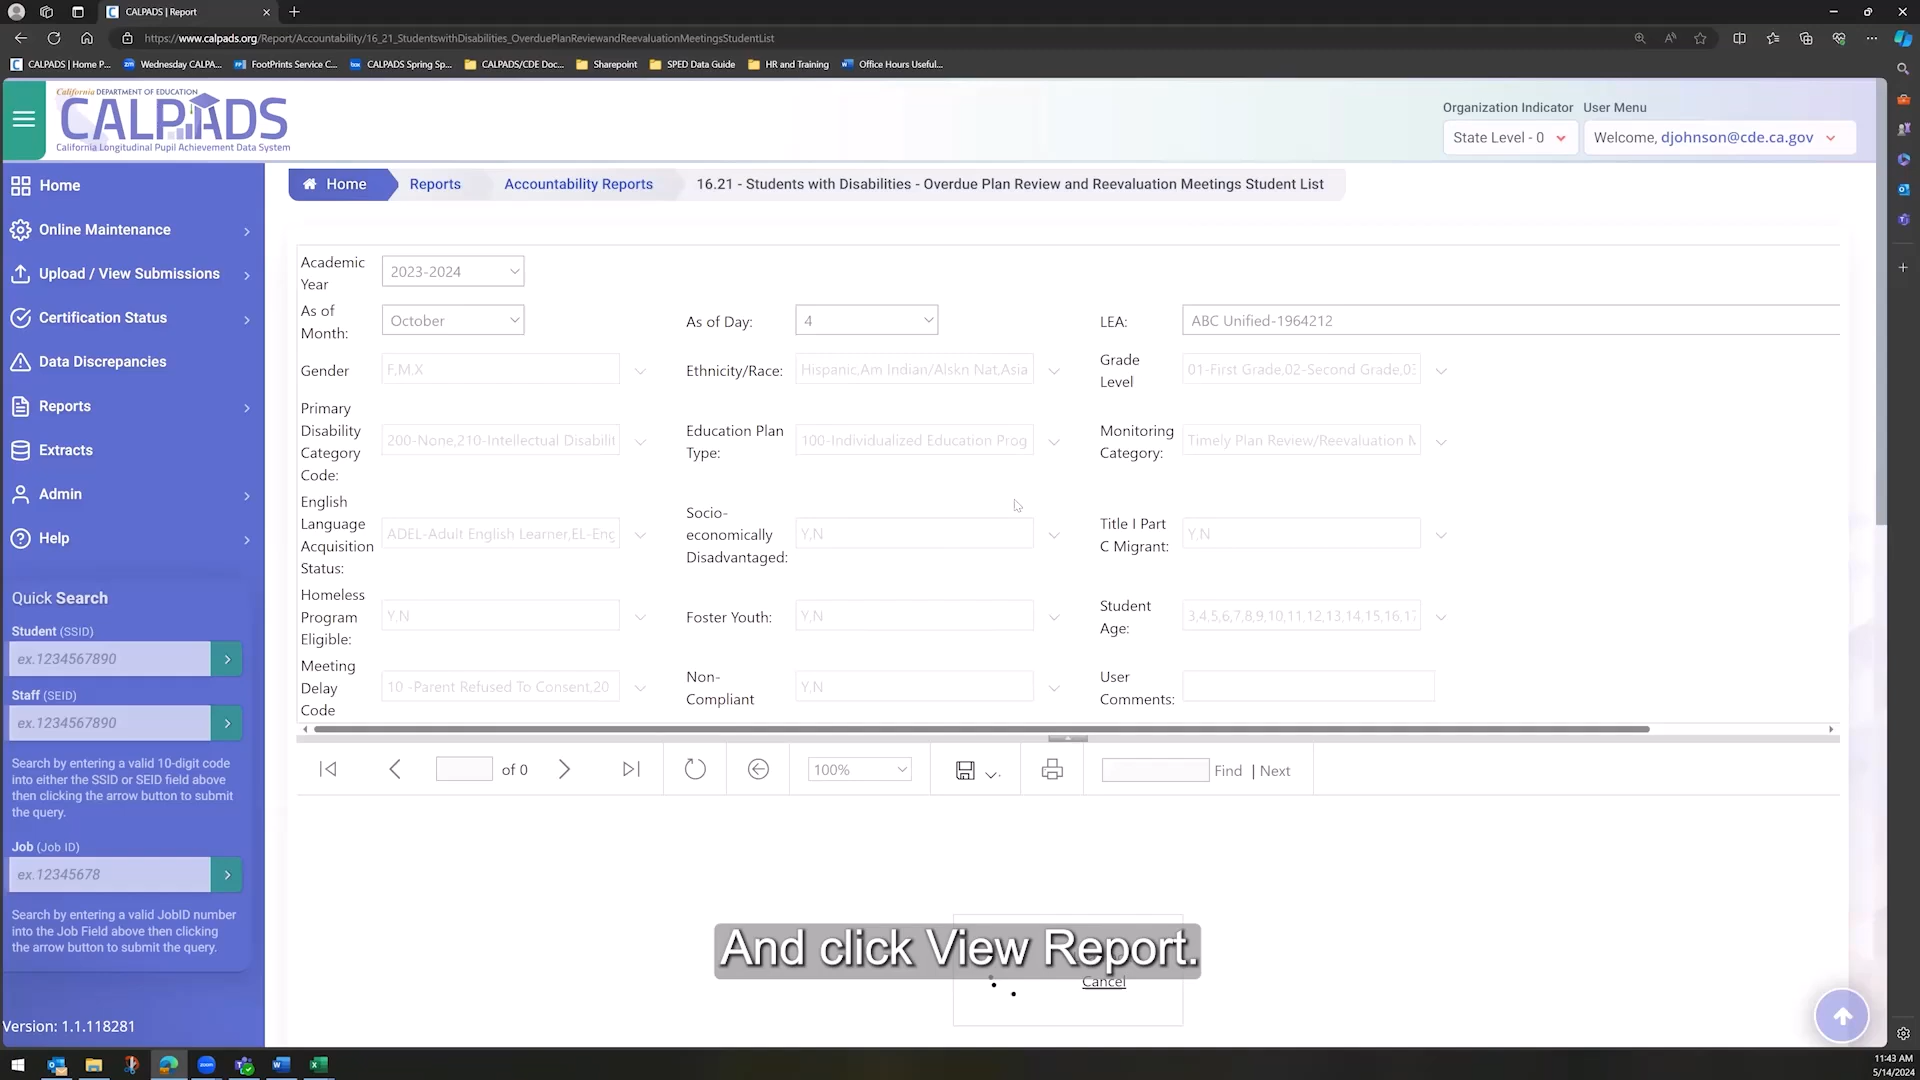 CALPADS | Report
https://www.calpads.org/Report/Accountability/16_21_StudentswithDisabilities_OverduePlanReviewandReevaluationMeetingsStudentList
CALPADS | Home P...
Wednesday CALPA...
FootPrints Service C...
CALPADS Spring Sp...
CALPADS/CDE Doc...
Sharepoint
SPED Data Guide
HR and Training
Office Hours Useful...
California DEPARTMENT OF EDUCATION
CALPADS
California Longitudinal Pupil Achievement Data System
Organization Indicator
User Menu
State Level - 0
Welcome, djohnson@cde.ca.gov
Home
Online Maintenance
Upload / View Submissions
Certification Status
Data Discrepancies
Reports
Extracts
Admin
Help
Quick Search
Student (SSID)
ex.1234567890
Staff (SEID)
ex.1234567890
Search by entering a valid 10-digit code
into either the SSID or SEID field above
then clicking the arrow button to submit
the query.
Job (Job ID)
ex.12345678
Search by entering a valid JobID number
into the Job Field above then clicking
the arrow button to submit the query.
Version: 1.1.118281
Home
Reports
Accountability Reports
16.21 - Students with Disabilities - Overdue Plan Review and Reevaluation Meetings Student List
Academic
Year
2023-2024
As of
Month:
October
As of Day:
4
LEA:
ABC Unified-1964212
Gender
F,M,X
Ethnicity/Race:
Hispanic,Am Indian/Alskn Nat,Asia
Grade
Level
01-First Grade,02-Second Grade,03
Primary
Disability
Category
Code:
200-None,210-Intellectual Disabilit
Education Plan
Type:
100-Individualized Education Prog
Monitoring
Category:
Timely Plan Review/Reevaluation M
English
Language
Acquisition
Status:
ADEL-Adult English Learner,EL-Eng
Socio-
economically
Disadvantaged:
Y,N
Title I Part
C Migrant:
Y,N
Homeless
Program
Eligible:
Y,N
Foster Youth:
Y,N
Student
Age:
3,4,5,6,7,8,9,10,11,12,13,14,15,16,17
Meeting
Delay
Code
10 -Parent Refused To Consent,20
Non-
Compliant
Y,N
User
Comments:
of 0
100%
Find | Next
And click View Report.
Cancel
11:43 AM
5/14/2024